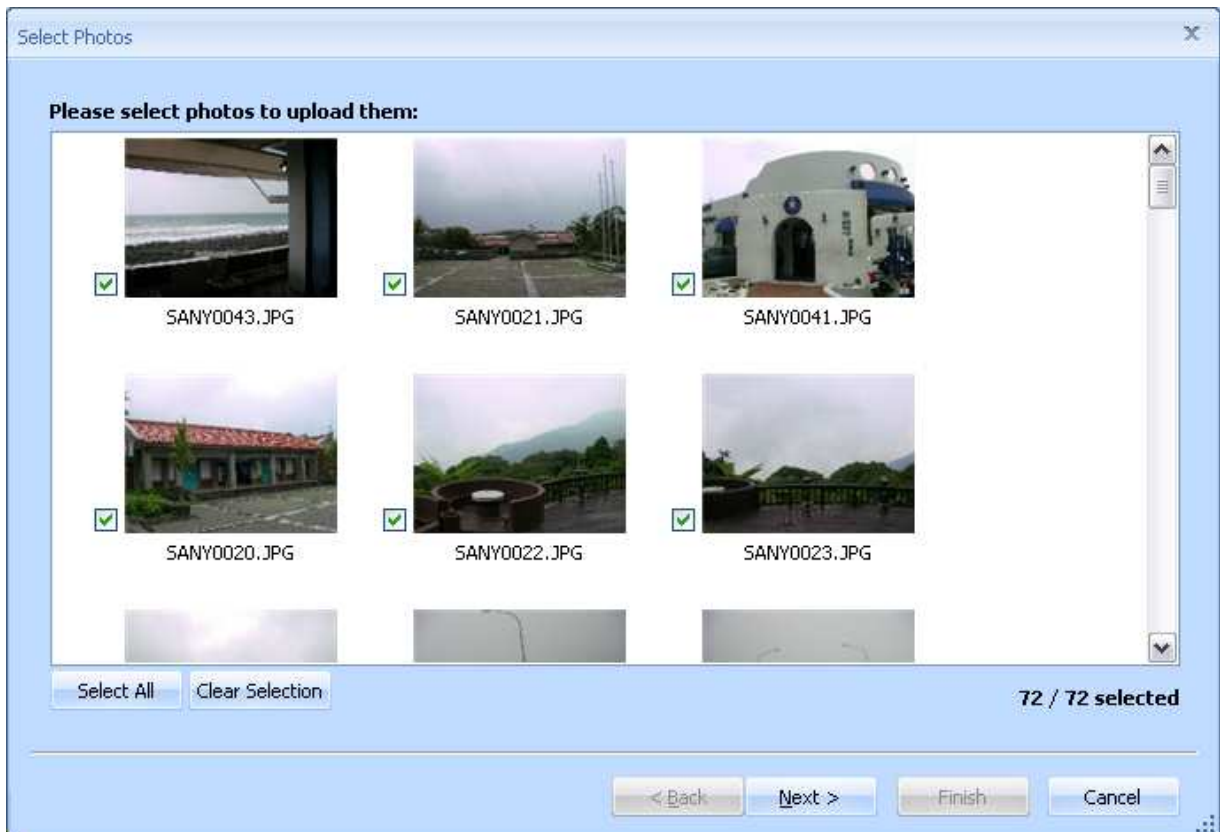 Select Photos
Please select photos to upload them:
SANY0043.JPG
SANY0021.JPG
SANY0041.JPG
SANY0020.JPG
SANY0022.JPG
SANY0023.JPG
Select All
Clear Selection
72 / 72 selected
< Back
Next >
Finish
Cancel